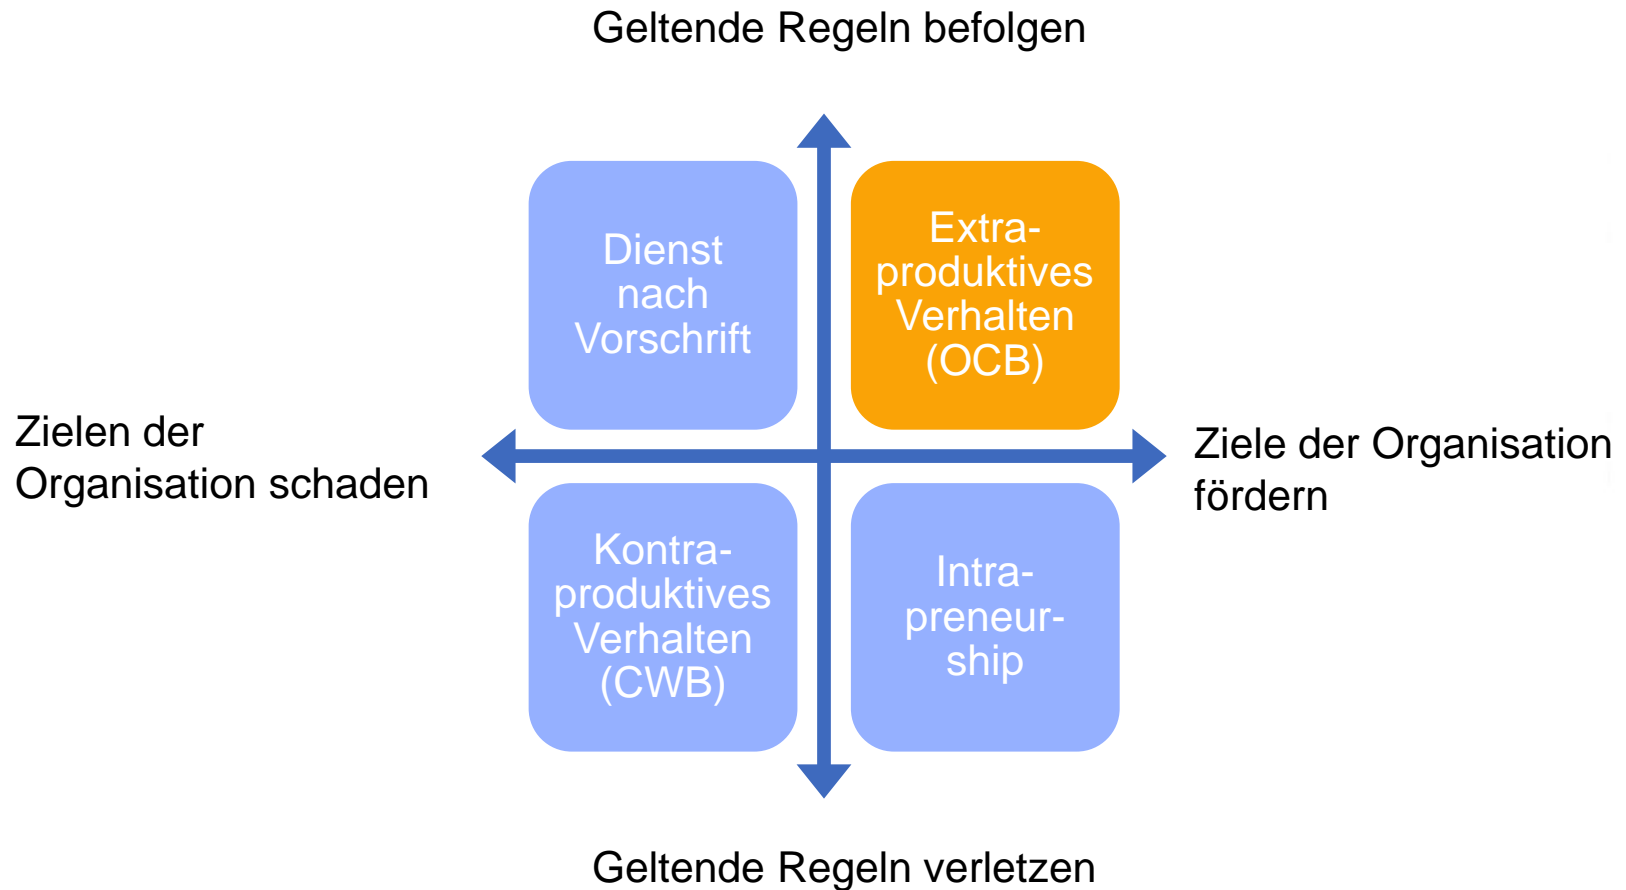 Geltende Regeln befolgen
Dienst
nach
Vorschrift
Extra-
produktives
Verhalten
(OCB)
Zielen der
Organisation schaden
Ziele der Organisation
fördern
Kontra-
produktives
Verhalten
(CWB)
Intra-
preneur-
ship
Geltende Regeln verletzen